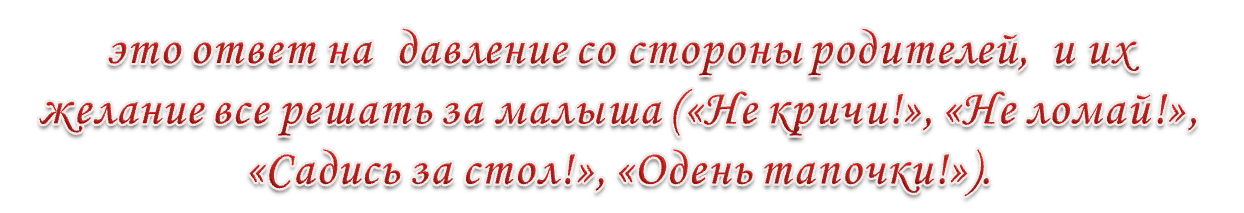 это ответ на давление со стороны родителей, и их
желание все решать за малыша («Не кричи!», «Не ломай!»,
«Садись за стол!», «Одень тапочки!»).